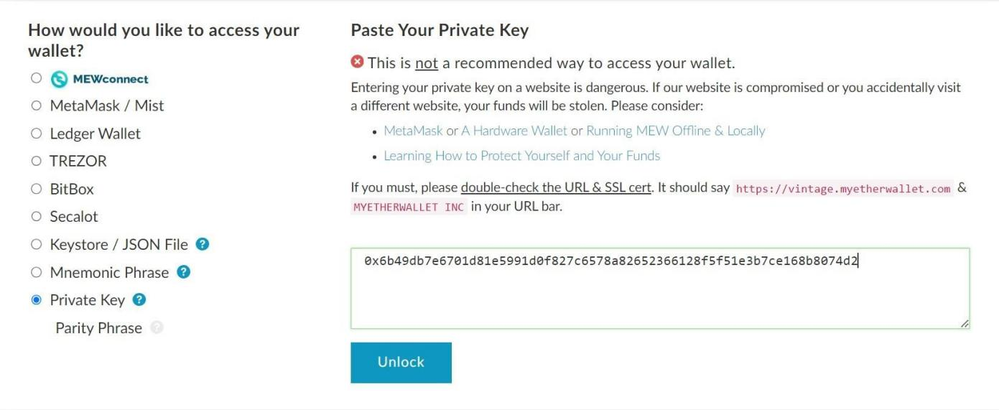 How would you like to access your
wallet?
MEWconnect
MetaMask / Mist
Ledger Wallet
TREZOR
BitBox
Secalot
Keystore / JSON File ?
Mnemonic Phrase ?
Private Key ?
Parity Phrase ?
Paste Your Private Key
This is not a recommended way to access your wallet.
Entering your private key on a website is dangerous. If our website is compromised or you accidentally visit
a different website, your funds will be stolen. Please consider:
• MetaMask or A Hardware Wallet or Running MEW Offline & Locally
• Learning How to Protect Yourself and Your Funds
If you must, please double-check the URL & SSL cert. It should say https://vintage.myetherwallet.com &
MYETHERWALLET INC in your URL bar.
0x6b49db7e6701d81e5991d0f827c6578a82652366128f5f51e3b7ce168b8074d2
Unlock